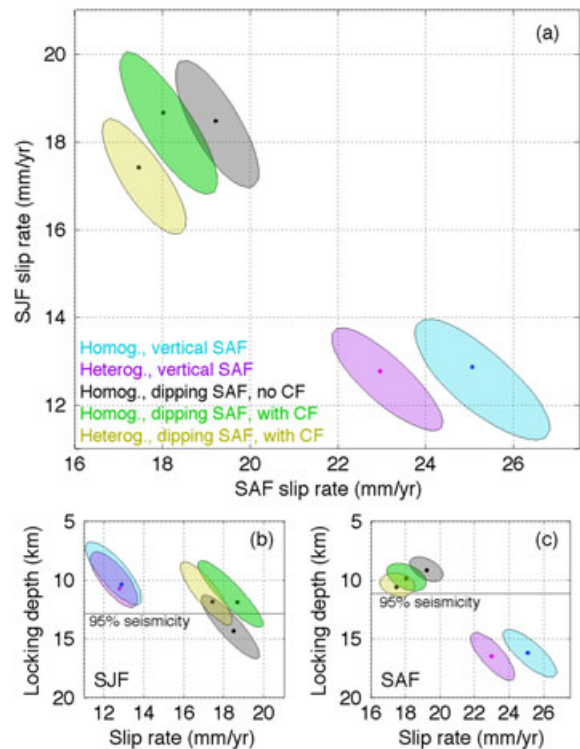 20
(a)
18
16
14
12
SJF slip rate (mm/yr)
Homog., vertical SAF
Heterog., vertical SAF
Homog., dipping SAF, no CF
Homog., dipping SAF, with CF
Heterog., dipping SAF, with CF
16 18 20 22 24 26
SAF slip rate (mm/yr)
5
(b)
10
95% seismicity
15
SJF
20
Locking depth (km)
12 14 16 18 20
Slip rate (mm/yr)
5
(c)
10
95% seismicity
15
SAF
20
Locking depth (km)
16 18 20 22 24 26
Slip rate (mm/yr)